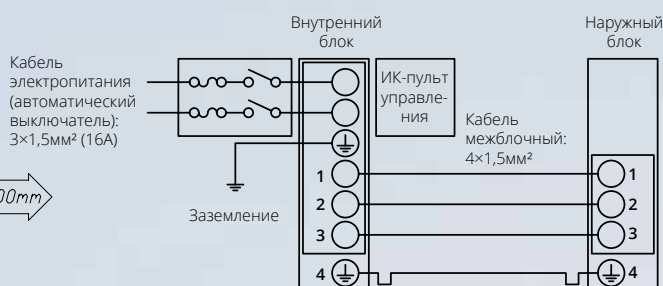 Внутренний
блок
Наружный
блок
Кабель
электропитания
(автоматический
выключатель):
3×1,5мм² (16А)
ИК-пульт
управле-
ния
Кабель
межблочный:
4×1,5мм²
Заземление
1
2
3
4
1
2
3
4